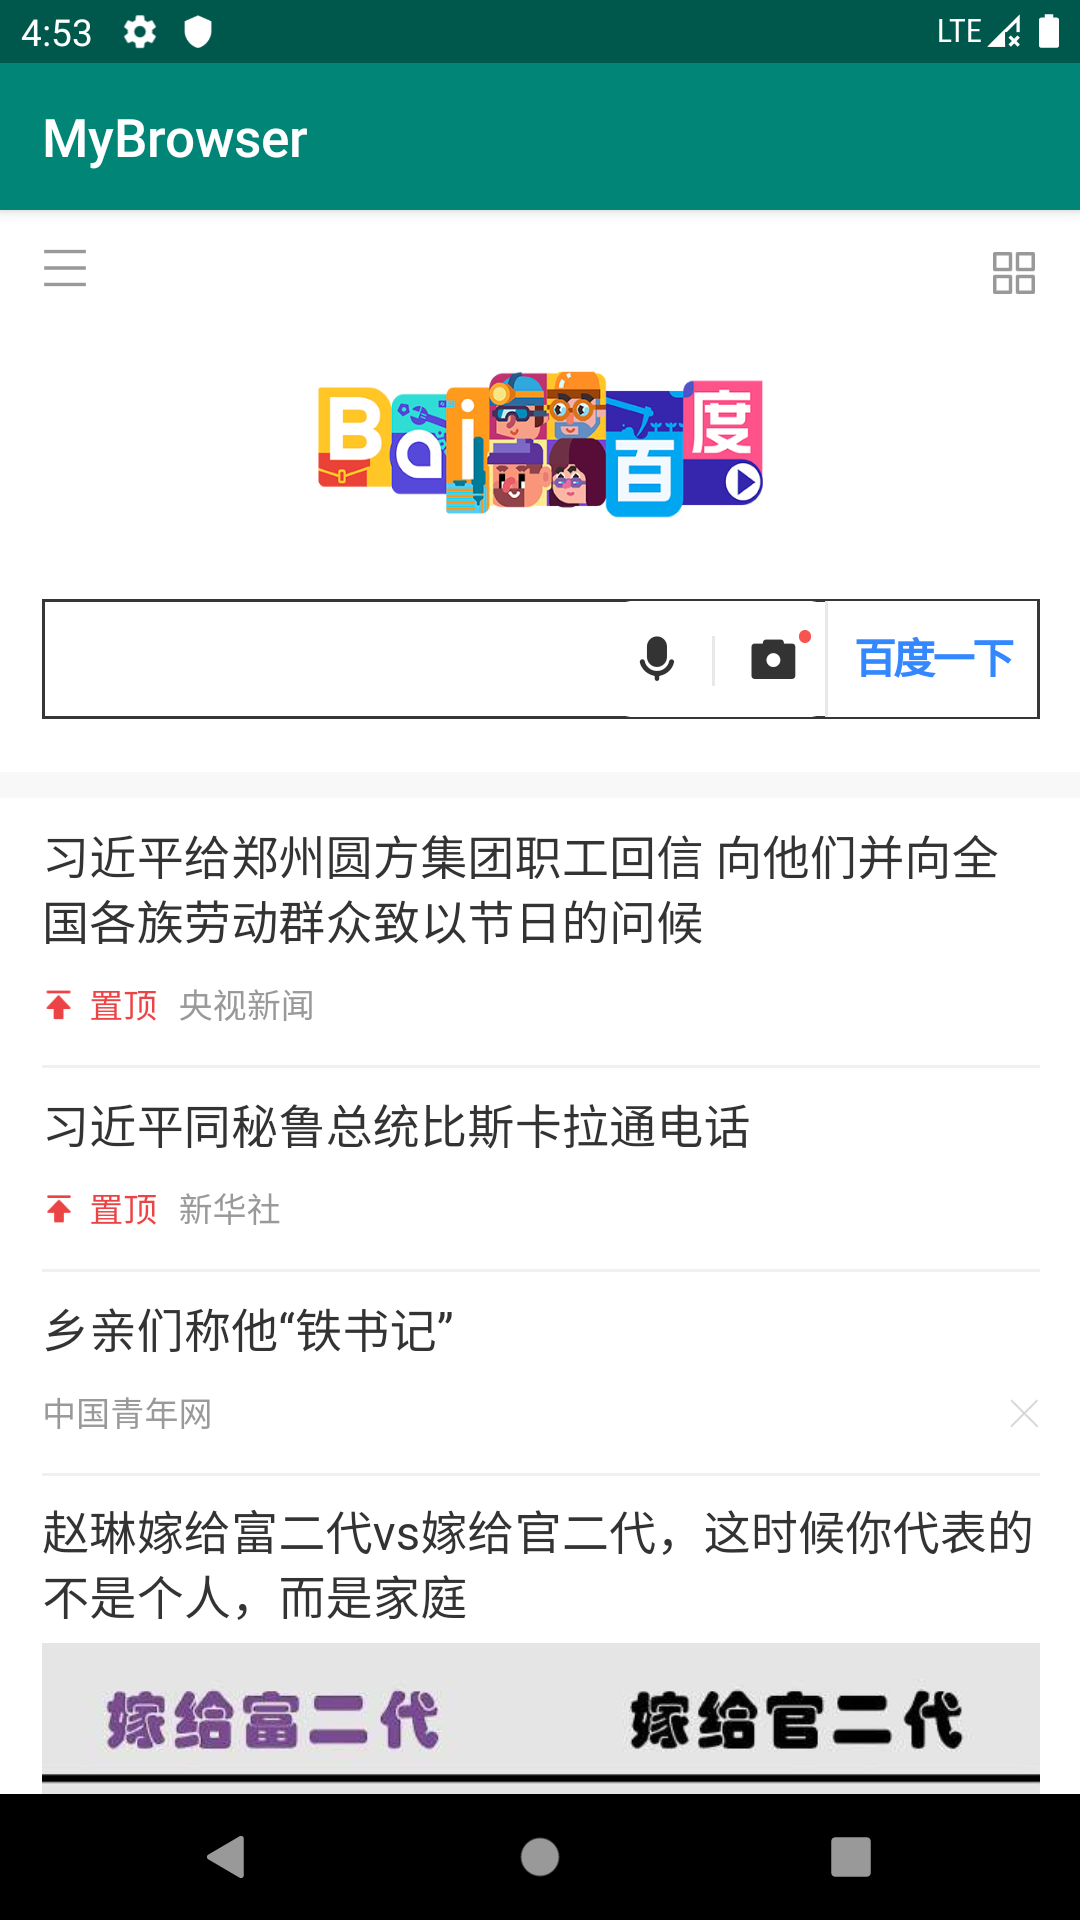 4:53 LTE
MyBrowser
Bai 百度
百度一下
习近平给郑州圆方集团职工回信 向他们并向全
国各族劳动群众致以节日的问候
置顶 央视新闻
习近平同秘鲁总统比斯卡拉通电话
置顶 新华社
乡亲们称他“铁书记”
中国青年网
赵琳嫁给富二代vs嫁给官二代，这时候你代表的
不是个人，而是家庭
嫁给富二代 嫁给官二代